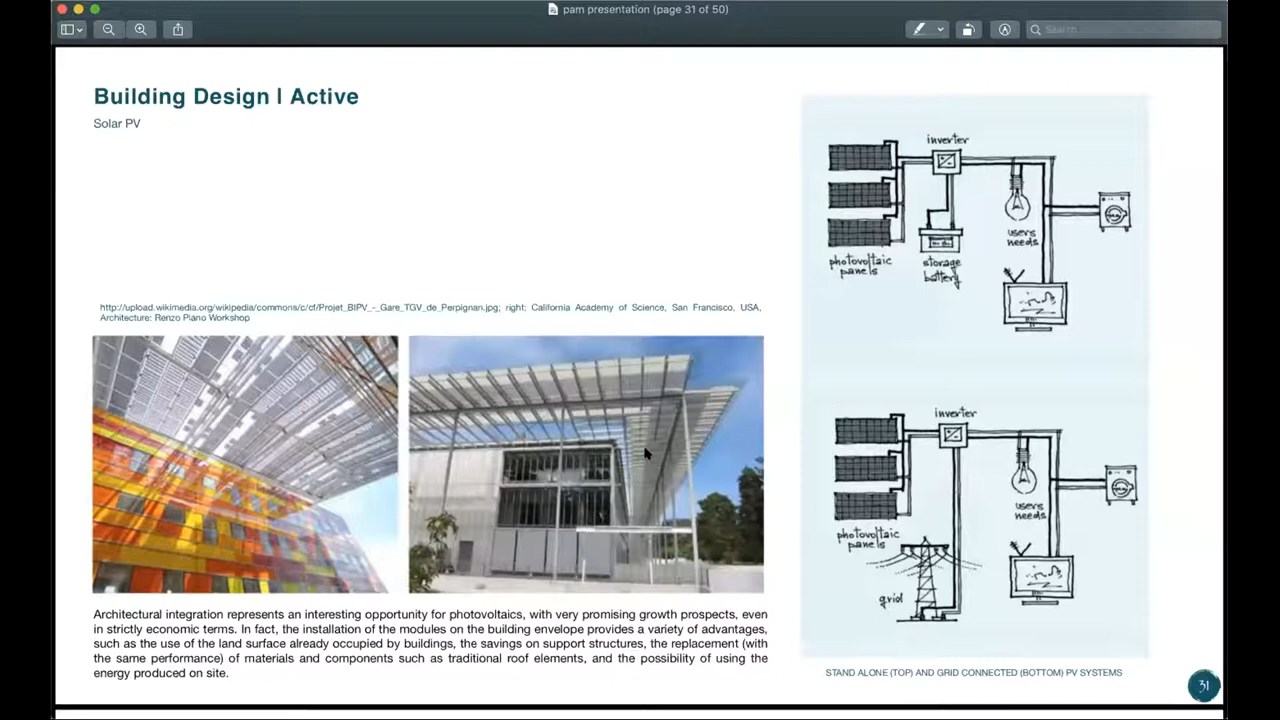 pam presentation (page 31 of 50)
Search
Building Design | Active
Solar PV
http://upload.wikimedia.org/wikipedia/commons/c/cf/Projet_BIPV_-_Gare_TGV_de_Perpignan.jpg; right: California Academy of Science, San Francisco, USA,
Architecture: Renzo Piano Workshop
Architectural integration represents an interesting opportunity for photovoltaics, with very promising growth prospects, even
in strictly economic terms. In fact, the installation of the modules on the building envelope provides a variety of advantages,
such as the use of the land surface already occupied by buildings, the savings on support structures, the replacement (with
the same performance) of materials and components such as traditional roof elements, and the possibility of using the
energy produced on site.
inverter
photovoltaic
panels
storage
battery
users
needs
inverter
photovoltaic
panels
users
needs
grid
STAND ALONE (TOP) AND GRID CONNECTED (BOTTOM) PV SYSTEMS
31